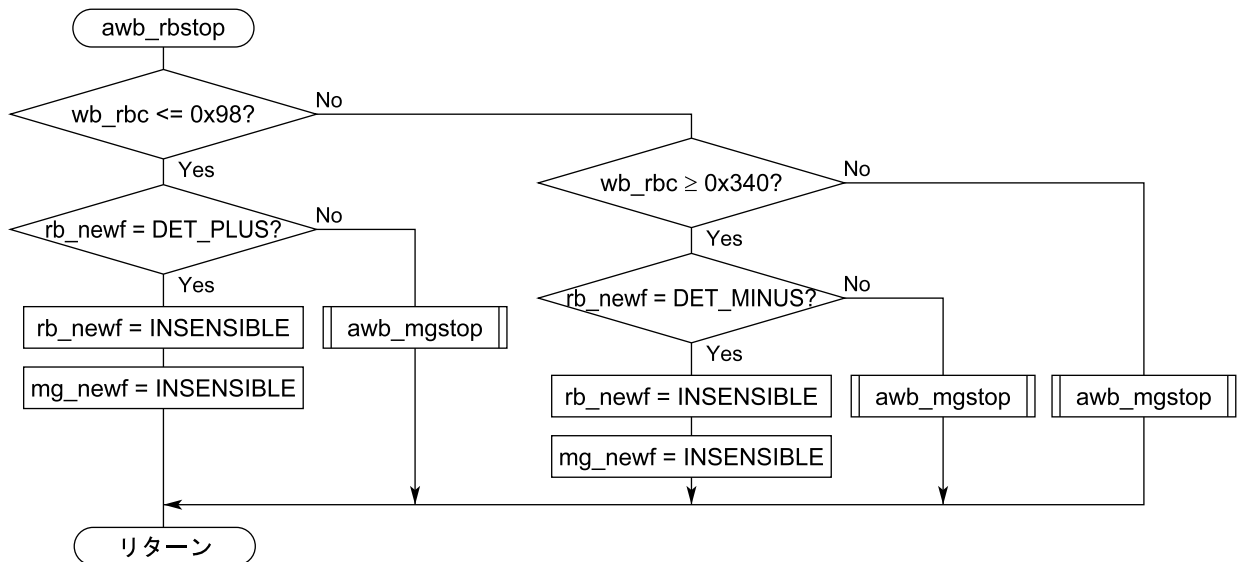 awb_rbstop
wb_rbc <= 0x98?
No
Yes
wb_rbc ≥ 0x340?
No
Yes
rb_newf = DET_PLUS?
No
Yes
rb_newf = DET_MINUS?
No
Yes
rb_newf = INSENSIBLE
awb_mgstop
mg_newf = INSENSIBLE
rb_newf = INSENSIBLE
awb_mgstop
awb_mgstop
mg_newf = INSENSIBLE
リターン